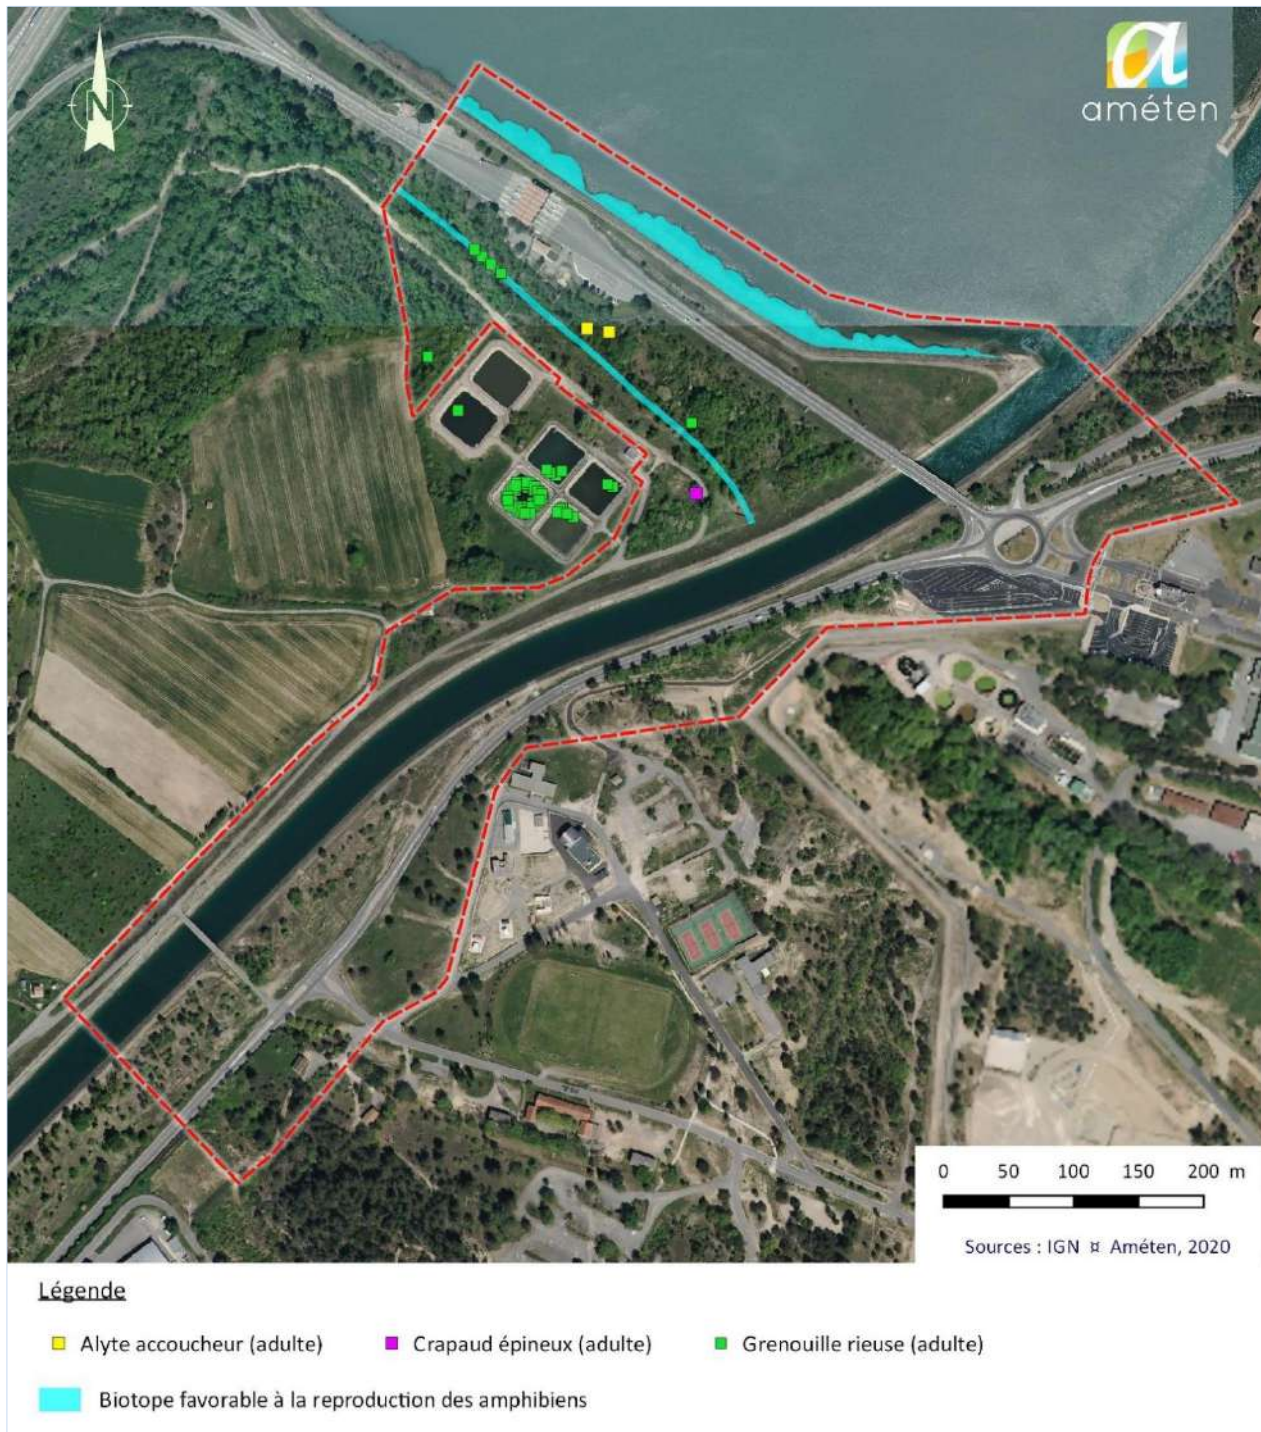 N
a
améten
0 50 100 150 200 m
Sources : IGN ¤ Améten, 2020
Légende
Alyte accoucheur (adulte) Crapaud épineux (adulte) Grenouille rieuse (adulte)
Biotope favorable à la reproduction des amphibiens